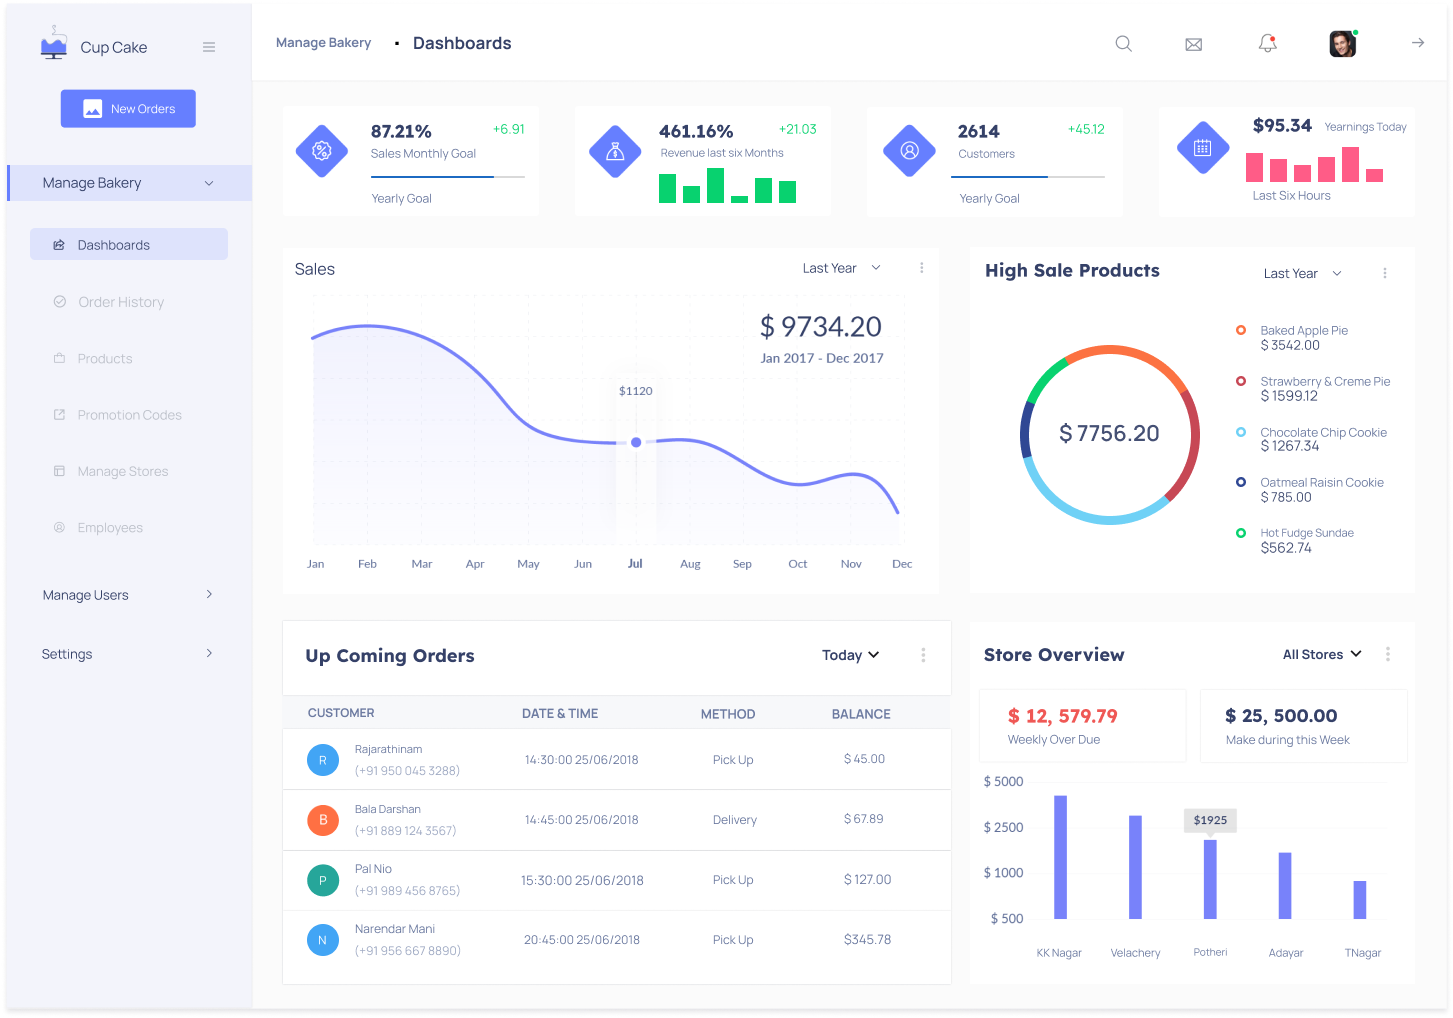 Cup Cake
New Orders
Manage Bakery
Dashboards
Order History
Products
Promotion Codes
Manage Stores
Employees
Manage Users
Settings
Manage Bakery
Dashboards
87.21%
+6.91
Sales Monthly Goal
Yearly Goal
461.16%
+21.03
Revenue last six Months
2614
+45.12
Customers
Yearly Goal
$95.34
Yearnings Today
Last Six Hours
Sales
Last Year
$ 9734.20
Jan 2017 - Dec 2017
$1120
Jan Feb Mar Apr May Jun Jul Aug Sep Oct Nov Dec
High Sale Products
Last Year
$ 7756.20
Baked Apple Pie
$ 3542.00
Strawberry & Creme Pie
$ 1599.12
Chocolate Chip Cookie
$ 1267.34
Oatmeal Raisin Cookie
$ 785.00
Hot Fudge Sundae
$562.74
Up Coming Orders
Today
CUSTOMER DATE & TIME METHOD BALANCE
R
Rajarathinam
(+91 950 045 3288)
14:30:00 25/06/2018
Pick Up
$ 45.00
B
Bala Darshan
(+91 889 124 3567)
14:45:00 25/06/2018
Delivery
$ 67.89
P
Pal Nio
(+91 989 456 8765)
15:30:00 25/06/2018
Pick Up
$ 127.00
N
Narendar Mani
(+91 956 667 8890)
20:45:00 25/06/2018
Pick Up
$345.78
Store Overview
All Stores
$ 12, 579.79
Weekly Over Due
$ 25, 500.00
Make during this Week
$ 5000
$ 2500
$ 1000
$ 500
$1925
KK Nagar Velachery Potheri Adayar TNagar